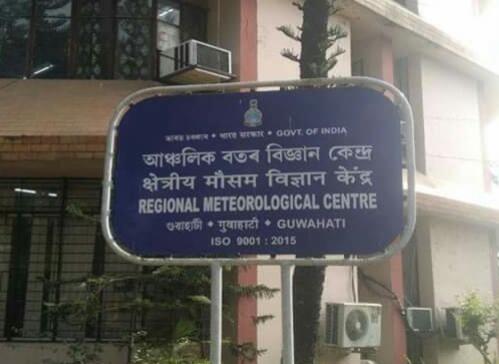 ভাৰত চৰকাৰ • भारत सरकार • GOVT. OF INDIA
আঞ্চলিক বতৰ বিজ্ঞান কেন্দ্ৰ
क्षेत्रीय मौसम विज्ञान केंद्र
REGIONAL METEOROLOGICAL CENTRE
গুৱাহাটী • गुवाहाटी • GUWAHATI
ISO 9001 : 2015